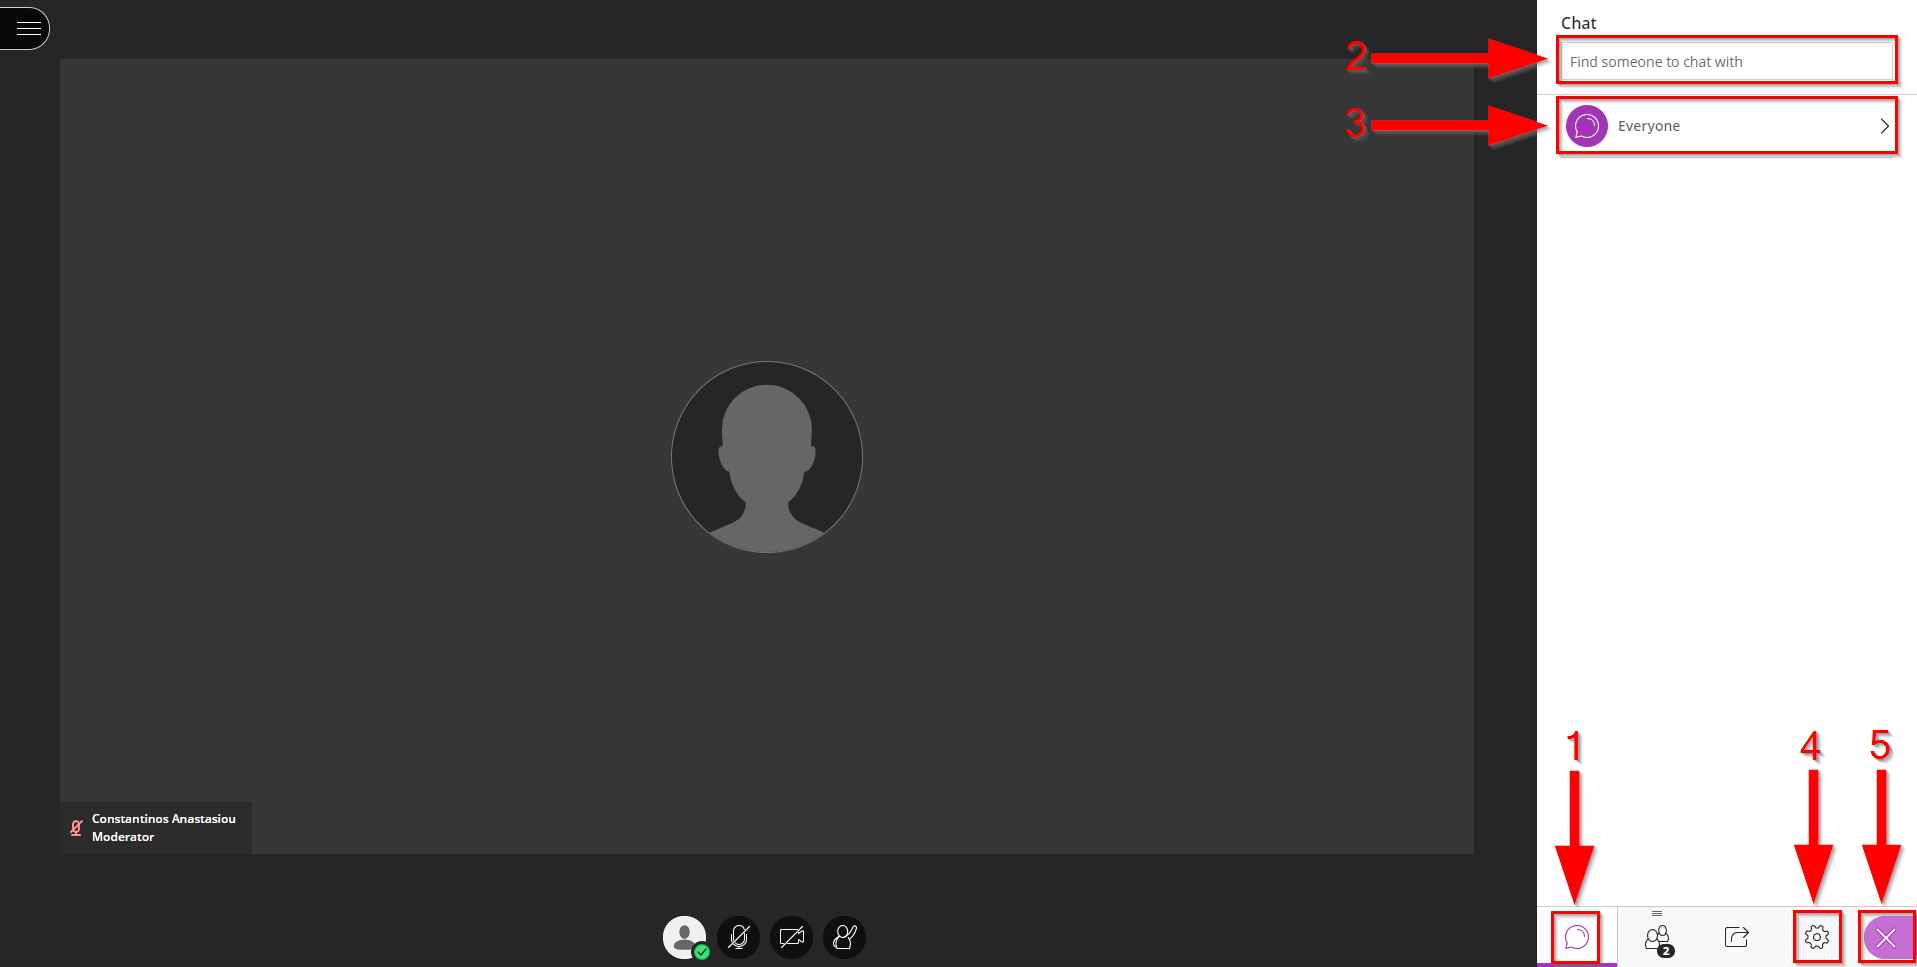 Chat
2
Find someone to chat with
3
Everyone
1
4
5
Constantinos Anastasiou
Moderator
2